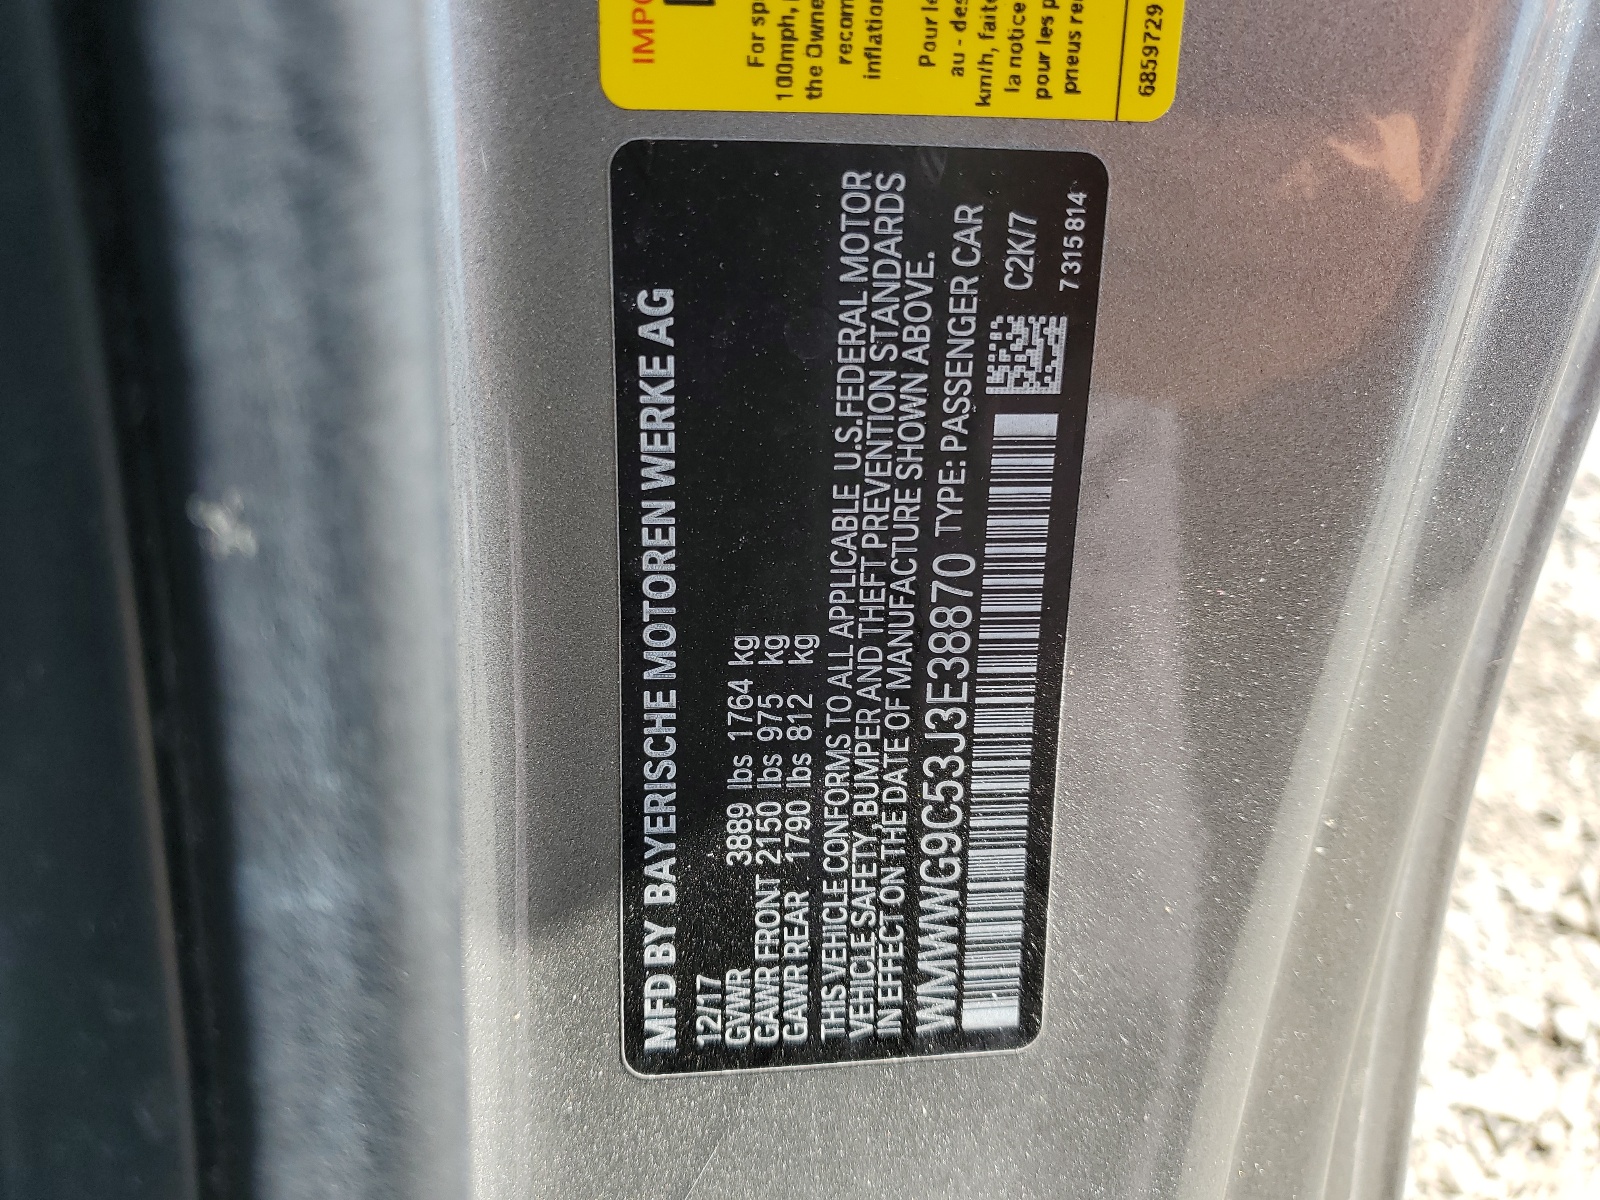 MFD BY BAYERISCHE MOTOREN WERKE AG
12/17
GVWR 3889 lbs 1764 kg
GAWR FRONT 2150 lbs 975 kg
GAWR REAR 1790 lbs 812 kg
THIS VEHICLE CONFORMS TO ALL APPLICABLE U.S.FEDERAL MOTOR
VEHICLE SAFETY, BUMPER AND THEFT PREVENTION STANDARDS
IN EFFECT ON THE DATE OF MANUFACTURE SHOWN ABOVE.
WMWWG9C53J3E38870 TYPE: PASSENGER CAR
C2K/7
7 315 814
IMPO
For sp
100mph,
the Owne
recom
inflation
Pour le
au - des
km/h, faite
la notice
pour les p
pneus re
6859729